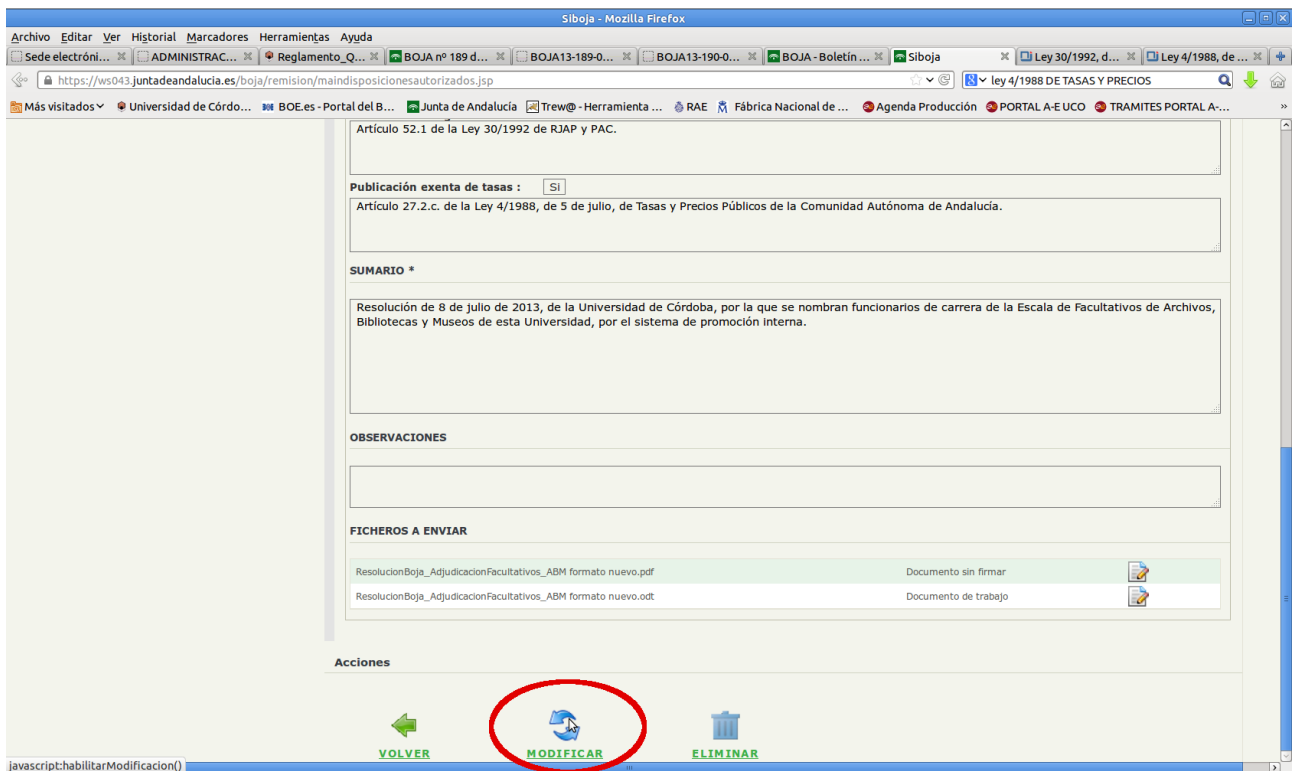 Siboja - Mozilla Firefox
Archivo Editar Ver Historial Marcadores Herramientas Ayuda
Sede electróni... ADMINISTRAC... Reglamento_Q... BOJA nº 189 d... BOJA13-189-0... BOJA13-190-0... BOJA - Boletín ... Siboja Ley 30/1992, d... Ley 4/1988, de ...
https://ws043.juntadeandalucia.es/boja/remision/maindisposicionesautorizados.jsp ley 4/1988 DE TASAS Y PRECIOS
Más visitados Universidad de Córdo... BOE.es - Portal del B... Junta de Andalucía Trew@ - Herramienta ... RAE Fábrica Nacional de ... Agenda Producción PORTAL A-E UCO TRAMITES PORTAL A-... »
Artículo 52.1 de la Ley 30/1992 de RJAP y PAC.
Publicación exenta de tasas : Si
Artículo 27.2.c. de la Ley 4/1988, de 5 de julio, de Tasas y Precios Públicos de la Comunidad Autónoma de Andalucía.
SUMARIO *
Resolución de 8 de julio de 2013, de la Universidad de Córdoba, por la que se nombran funcionarios de carrera de la Escala de Facultativos de Archivos,
Bibliotecas y Museos de esta Universidad, por el sistema de promoción interna.
OBSERVACIONES
FICHEROS A ENVIAR
ResolucionBoja_AdjudicacionFacultativos_ABM formato nuevo.pdf Documento sin firmar
ResolucionBoja_AdjudicacionFacultativos_ABM formato nuevo.odt Documento de trabajo
Acciones
VOLVER MODIFICAR ELIMINAR
javascript:habilitarModificacion()